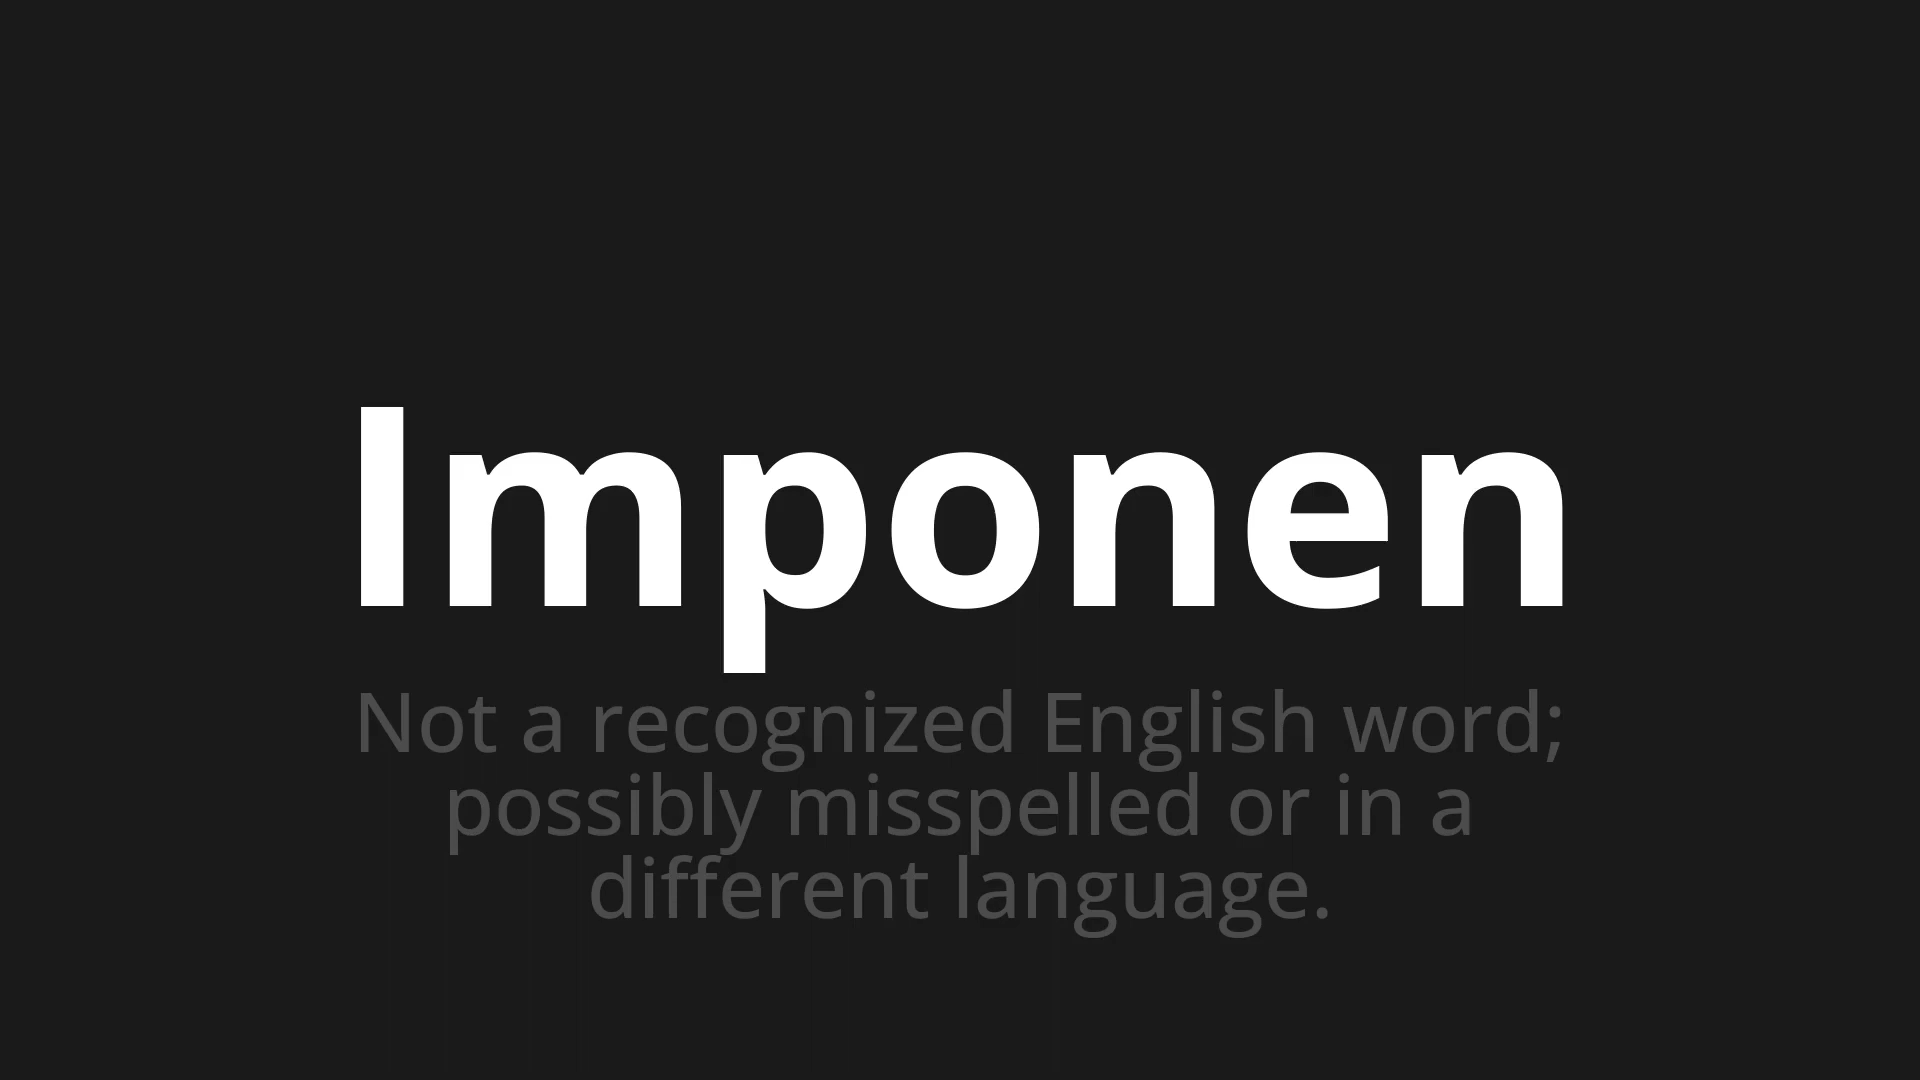 Imponen
Not a recognized English word;
possibly misspelled or in a
different language.